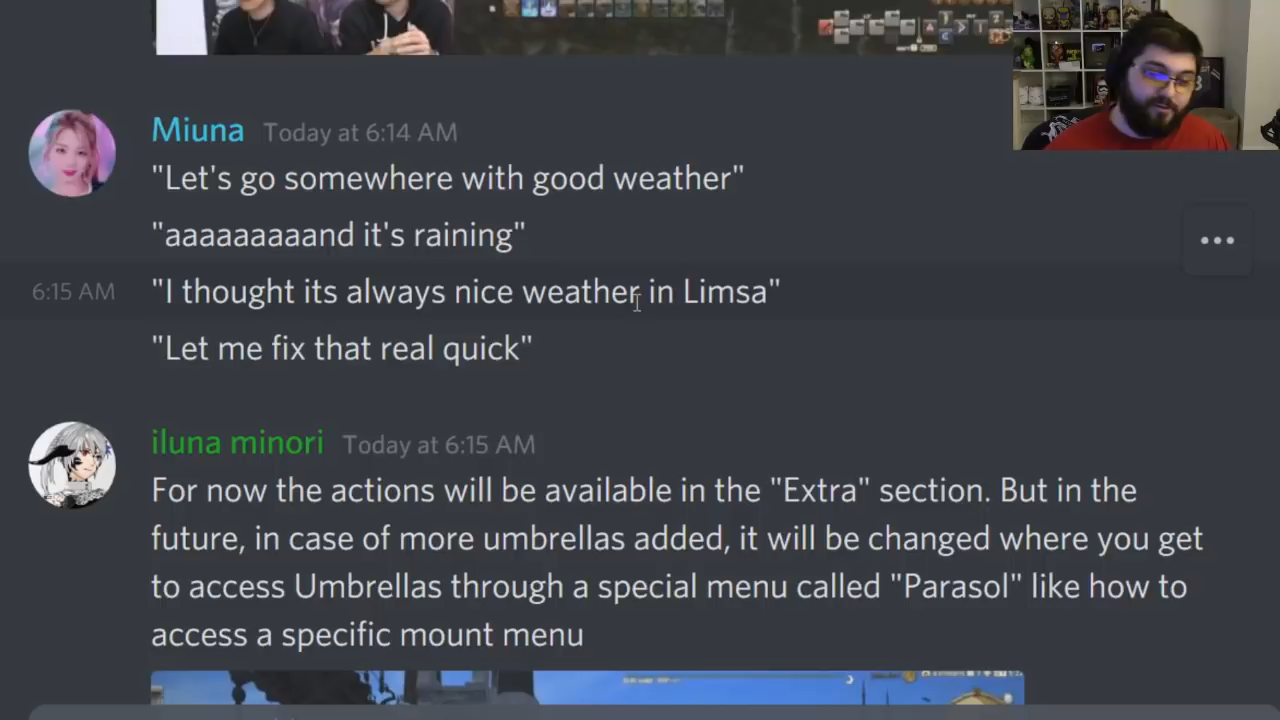 Miuna Today at 6:14 AM
"Let's go somewhere with good weather"
"aaaaaaaaand it's raining"
6:15 AM "I thought its always nice weather in Limsa"
"Let me fix that real quick"
iluna minori Today at 6:15 AM
For now the actions will be available in the "Extra" section. But in the
future, in case of more umbrellas added, it will be changed where you get
to access Umbrellas through a special menu called "Parasol" like how to
access a specific mount menu